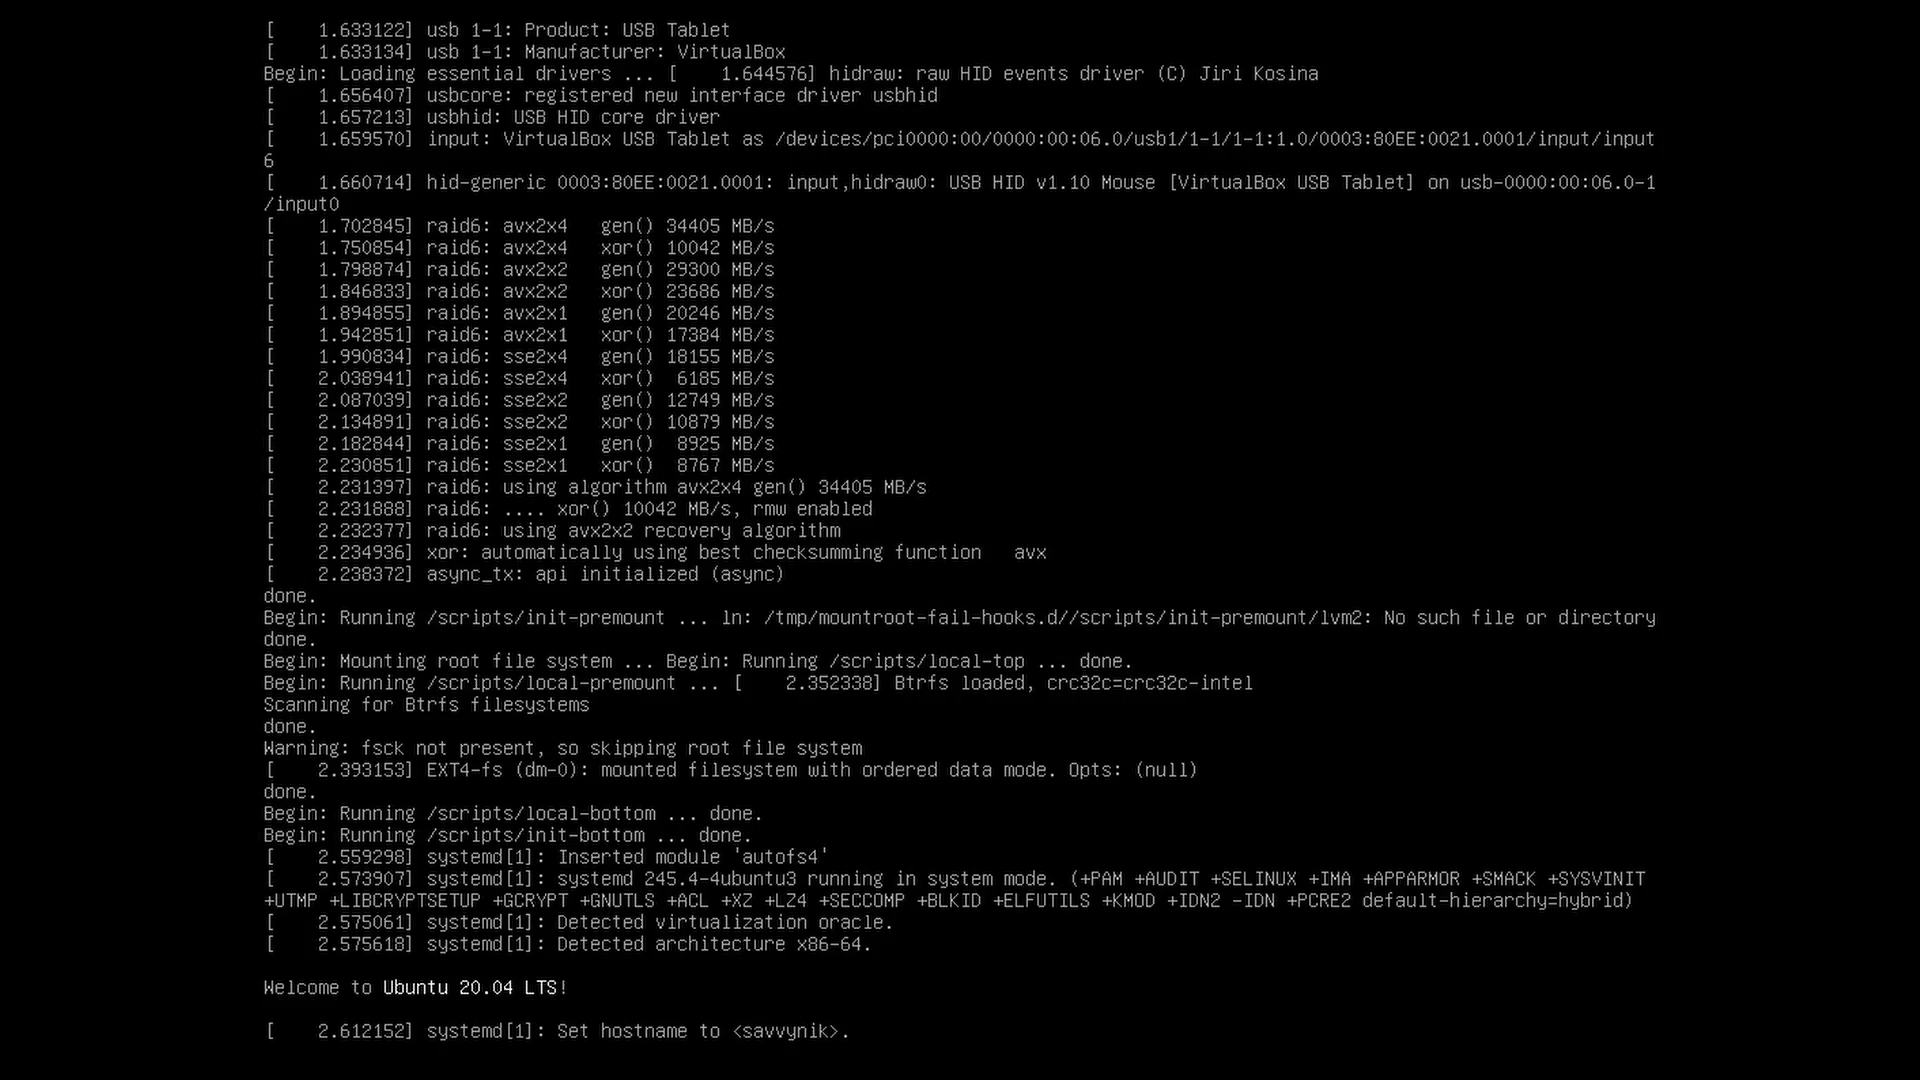 [    1.633122] usb 1-1: Product: USB Tablet
[    1.633134] usb 1-1: Manufacturer: VirtualBox
Begin: Loading essential drivers ... [    1.644576] hidraw: raw HID events driver (C) Jiri Kosina
[    1.656407] usbcore: registered new interface driver usbhid
[    1.657213] usbhid: USB HID core driver
[    1.659570] input: VirtualBox USB Tablet as /devices/pci0000:00/0000:00:06.0/usb1/1-1/1-1:1.0/0003:80EE:0021.0001/input/input
6
[    1.660714] hid-generic 0003:80EE:0021.0001: input,hidraw0: USB HID v1.10 Mouse [VirtualBox USB Tablet] on usb-0000:00:06.0-1
/input0
[    1.702845] raid6: avx2x4   gen() 34405 MB/s
[    1.750854] raid6: avx2x4   xor() 10042 MB/s
[    1.798874] raid6: avx2x2   gen() 29300 MB/s
[    1.846833] raid6: avx2x2   xor() 23686 MB/s
[    1.894855] raid6: avx2x1   gen() 20246 MB/s
[    1.942851] raid6: avx2x1   xor() 17384 MB/s
[    1.990834] raid6: sse2x4   gen() 18155 MB/s
[    2.038941] raid6: sse2x4   xor()  6185 MB/s
[    2.087039] raid6: sse2x2   gen() 12749 MB/s
[    2.134891] raid6: sse2x2   xor() 10879 MB/s
[    2.182844] raid6: sse2x1   gen()  8925 MB/s
[    2.230851] raid6: sse2x1   xor()  8767 MB/s
[    2.231397] raid6: using algorithm avx2x4 gen() 34405 MB/s
[    2.231888] raid6: .... xor() 10042 MB/s, rmw enabled
[    2.232377] raid6: using avx2x2 recovery algorithm
[    2.234936] xor: automatically using best checksumming function   avx
[    2.238372] async_tx: api initialized (async)
done.
Begin: Running /scripts/init-premount ... ln: /tmp/mountroot-fail-hooks.d//scripts/init-premount/lvm2: No such file or directory
done.
Begin: Mounting root file system ... Begin: Running /scripts/local-top ... done.
Begin: Running /scripts/local-premount ... [    2.352338] Btrfs loaded, crc32c=crc32c-intel
Scanning for Btrfs filesystems
done.
Warning: fsck not present, so skipping root file system
[    2.393153] EXT4-fs (dm-0): mounted filesystem with ordered data mode. Opts: (null)
done.
Begin: Running /scripts/local-bottom ... done.
Begin: Running /scripts/init-bottom ... done.
[    2.559298] systemd[1]: Inserted module 'autofs4'
[    2.573907] systemd[1]: systemd 245.4-4ubuntu3 running in system mode. (+PAM +AUDIT +SELINUX +IMA +APPARMOR +SMACK +SYSVINIT
+UTMP +LIBCRYPTSETUP +GCRYPT +GNUTLS +ACL +XZ +LZ4 +SECCOMP +BLKID +ELFUTILS +KMOD +IDN2 -IDN +PCRE2 default-hierarchy=hybrid)
[    2.575061] systemd[1]: Detected virtualization oracle.
[    2.575618] systemd[1]: Detected architecture x86-64.
Welcome to Ubuntu 20.04 LTS!
[    2.612152] systemd[1]: Set hostname to <savvynik>.